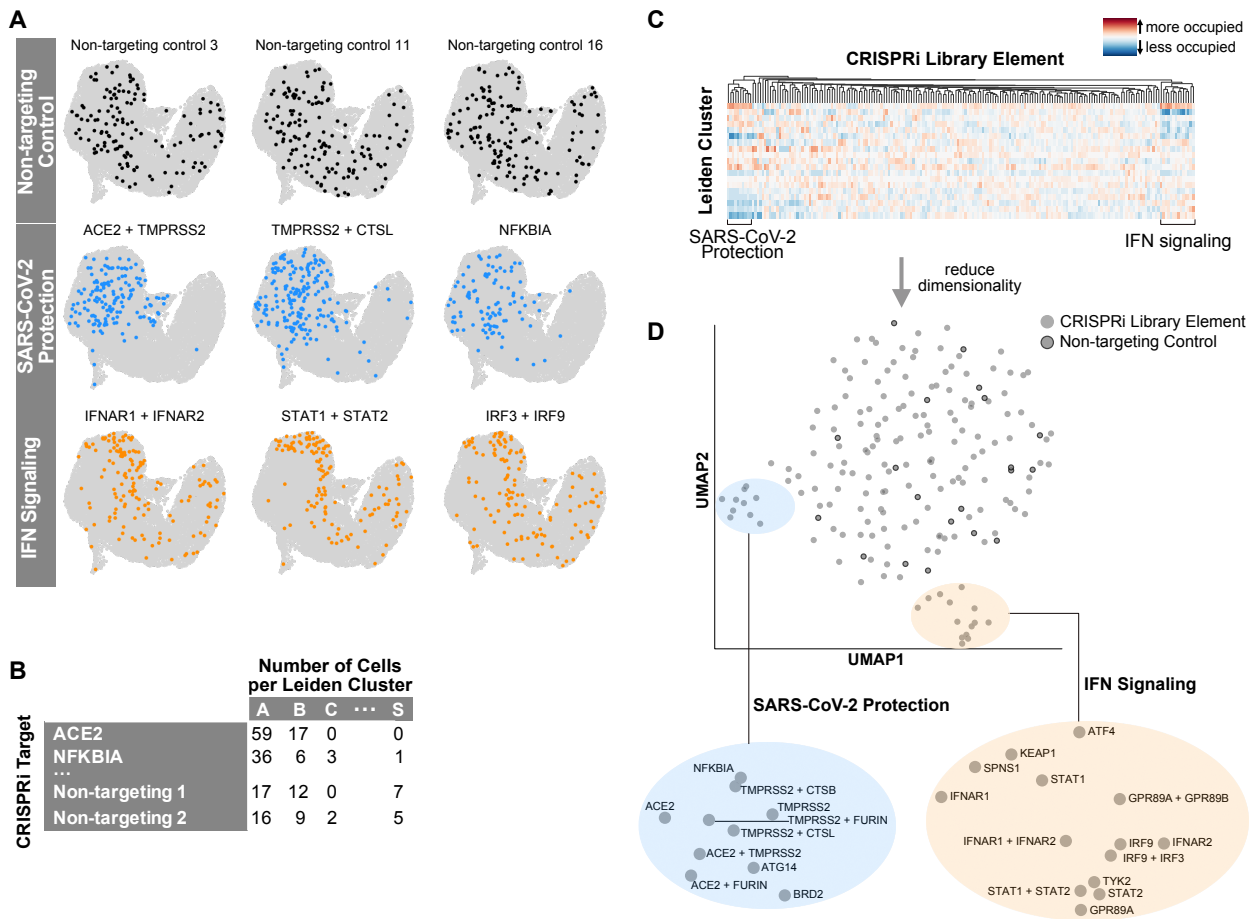 A
Non-targeting Control
Non-targeting control 3
Non-targeting control 11
Non-targeting control 16
SARS-CoV-2 Protection
ACE2 + TMPRSS2
TMPRSS2 + CTSL
NFKBIA
IFN Signaling
IFNAR1 + IFNAR2
STAT1 + STAT2
IRF3 + IRF9
B
Number of Cells
per Leiden Cluster
CRISPRi Target
A B C ... S
ACE2 59 17 0 0
NFKBIA 36 6 3 1
...
Non-targeting 1 17 12 0 7
Non-targeting 2 16 9 2 5
C
more occupied
less occupied
CRISPRi Library Element
Leiden Cluster
SARS-CoV-2
Protection
IFN signaling
reduce
dimensionality
D
CRISPRi Library Element
Non-targeting Control
UMAP2
UMAP1
SARS-CoV-2 Protection
IFN Signaling
NFKBIA
TMPRSS2 + CTSB
ACE2
TMPRSS2
TMPRSS2 + FURIN
TMPRSS2 + CTSL
ACE2 + TMPRSS2
ATG14
ACE2 + FURIN
BRD2
ATF4
KEAP1
SPNS1
STAT1
IFNAR1
GPR89A + GPR89B
IFNAR1 + IFNAR2
IRF9
IFNAR2
IRF9 + IRF3
TYK2
STAT1 + STAT2
STAT2
GPR89A